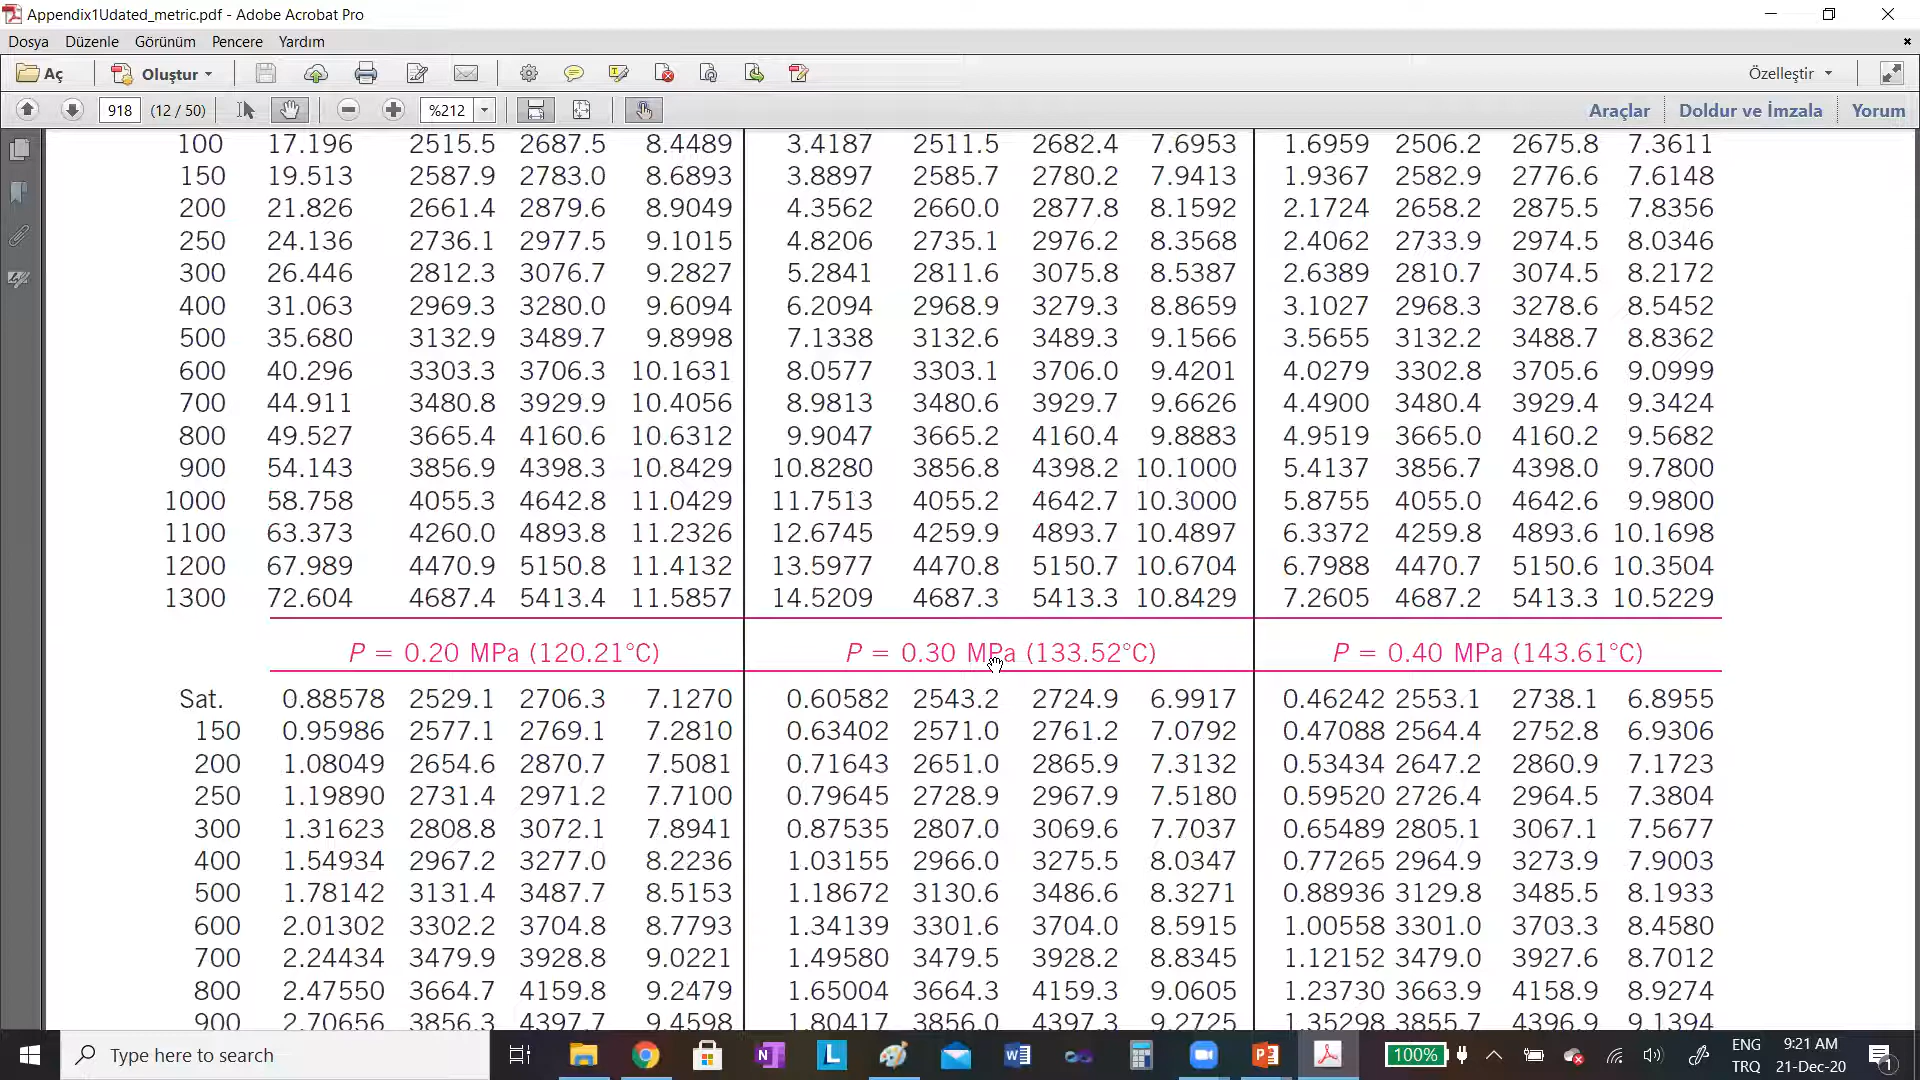 Appendix1Udated_metric.pdf - Adobe Acrobat Pro
Dosya Düzenle Görünüm Pencere Yardım
Aç Oluştur Özelleştir
918 (12 / 50) %212 Araçlar Doldur ve İmzala Yorum
100 17.196 2515.5 2687.5 8.4489 3.4187 2511.5 2682.4 7.6953 1.6959 2506.2 2675.8 7.3611
150 19.513 2587.9 2783.0 8.6893 3.8897 2585.7 2780.2 7.9413 1.9367 2582.9 2776.6 7.6148
200 21.826 2661.4 2879.6 8.9049 4.3562 2660.0 2877.8 8.1592 2.1724 2658.2 2875.5 7.8356
250 24.136 2736.1 2977.5 9.1015 4.8206 2735.1 2976.2 8.3568 2.4062 2733.9 2974.5 8.0346
300 26.446 2812.3 3076.7 9.2827 5.2841 2811.6 3075.8 8.5387 2.6389 2810.7 3074.5 8.2172
400 31.063 2969.3 3280.0 9.6094 6.2094 2968.9 3279.3 8.8659 3.1027 2968.3 3278.6 8.5452
500 35.680 3132.9 3489.7 9.8998 7.1338 3132.6 3489.3 9.1566 3.5655 3132.2 3488.7 8.8362
600 40.296 3303.3 3706.3 10.1631 8.0577 3303.1 3706.0 9.4201 4.0279 3302.8 3705.6 9.0999
700 44.911 3480.8 3929.9 10.4056 8.9813 3480.6 3929.7 9.6626 4.4900 3480.4 3929.4 9.3424
800 49.527 3665.4 4160.6 10.6312 9.9047 3665.2 4160.4 9.8883 4.9519 3665.0 4160.2 9.5682
900 54.143 3856.9 4398.3 10.8429 10.8280 3856.8 4398.2 10.1000 5.4137 3856.7 4398.0 9.7800
1000 58.758 4055.3 4642.8 11.0429 11.7513 4055.2 4642.7 10.3000 5.8755 4055.0 4642.6 9.9800
1100 63.373 4260.0 4893.8 11.2326 12.6745 4259.9 4893.7 10.4897 6.3372 4259.8 4893.6 10.1698
1200 67.989 4470.9 5150.8 11.4132 13.5977 4470.8 5150.7 10.6704 6.7988 4470.7 5150.6 10.3504
1300 72.604 4687.4 5413.4 11.5857 14.5209 4687.3 5413.3 10.8429 7.2605 4687.2 5413.3 10.5229
P = 0.20 MPa (120.21°C) P = 0.30 MPa (133.52°C) P = 0.40 MPa (143.61°C)
Sat. 0.88578 2529.1 2706.3 7.1270 0.60582 2543.2 2724.9 6.9917 0.46242 2553.1 2738.1 6.8955
150 0.95986 2577.1 2769.1 7.2810 0.63402 2571.0 2761.2 7.0792 0.47088 2564.4 2752.8 6.9306
200 1.08049 2654.6 2870.7 7.5081 0.71643 2651.0 2865.9 7.3132 0.53434 2647.2 2860.9 7.1723
250 1.19890 2731.4 2971.2 7.7100 0.79645 2728.9 2967.9 7.5180 0.59520 2726.4 2964.5 7.3804
300 1.31623 2808.8 3072.1 7.8941 0.87535 2807.0 3069.6 7.7037 0.65489 2805.1 3067.1 7.5677
400 1.54934 2967.2 3277.0 8.2236 1.03155 2966.0 3275.5 8.0347 0.77265 2964.9 3273.9 7.9003
500 1.78142 3131.4 3487.7 8.5153 1.18672 3130.6 3486.6 8.3271 0.88936 3129.8 3485.5 8.1933
600 2.01302 3302.2 3704.8 8.7793 1.34139 3301.6 3704.0 8.5915 1.00558 3301.0 3703.3 8.4580
700 2.24434 3479.9 3928.8 9.0221 1.49580 3479.5 3928.2 8.8345 1.12152 3479.0 3927.6 8.7012
800 2.47550 3664.7 4159.8 9.2479 1.65004 3664.3 4159.3 9.0605 1.23730 3663.9 4158.9 8.9274
900 2.70656 3856.3 4397.7 9.4598 1.80417 3856.0 4397.3 9.2725 1.35298 3855.7 4396.9 9.1394
Type here to search 100% ENG 9:21 AM
TRQ 21-Dec-20 1